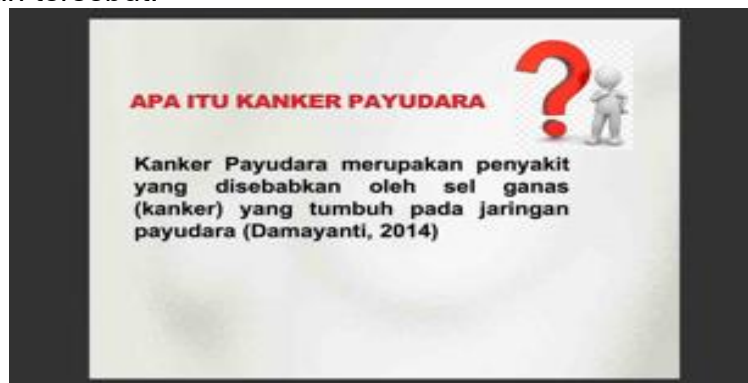 APA ITU KANKER PAYUDARA
Kanker Payudara merupakan penyakit
yang disebabkan oleh sel ganas
(kanker) yang tumbuh pada jaringan
payudara (Damayanti, 2014)